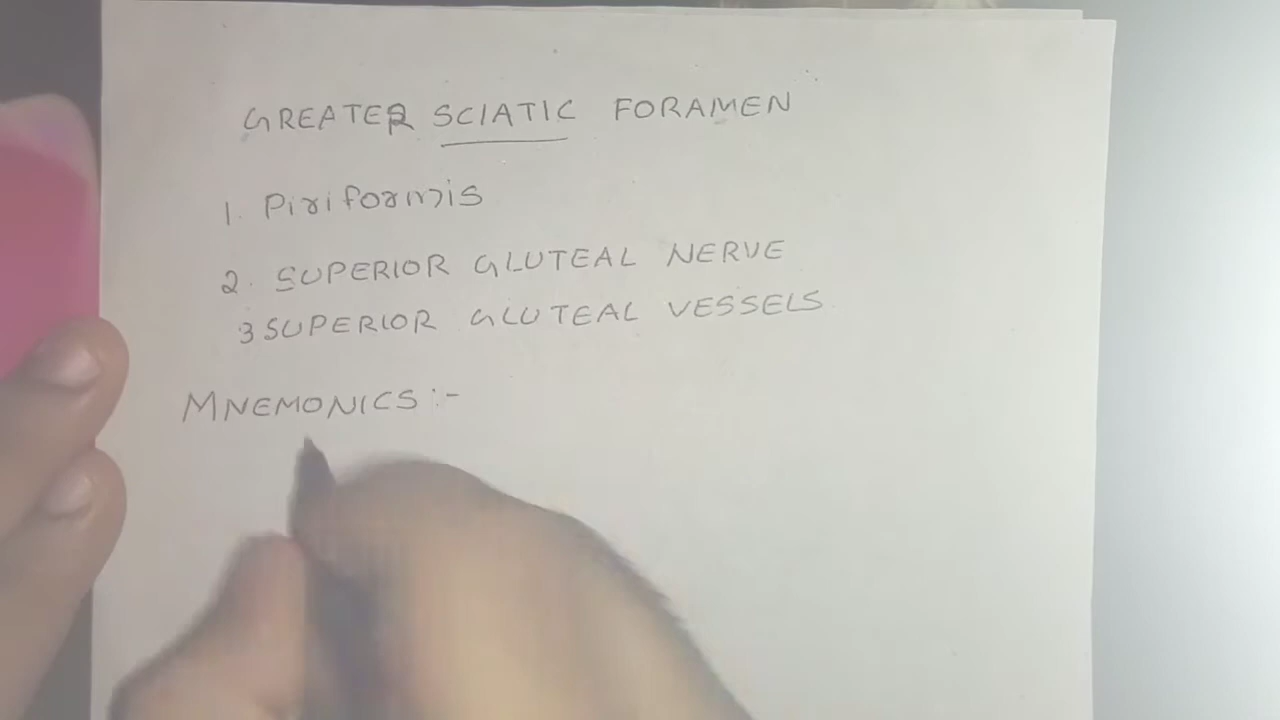 GREATER SCIATIC FORAMEN
1. Piriformis
2. SUPERIOR GLUTEAL NERVE
3 SUPERIOR GLUTEAL VESSELS
MNEMONICS :-